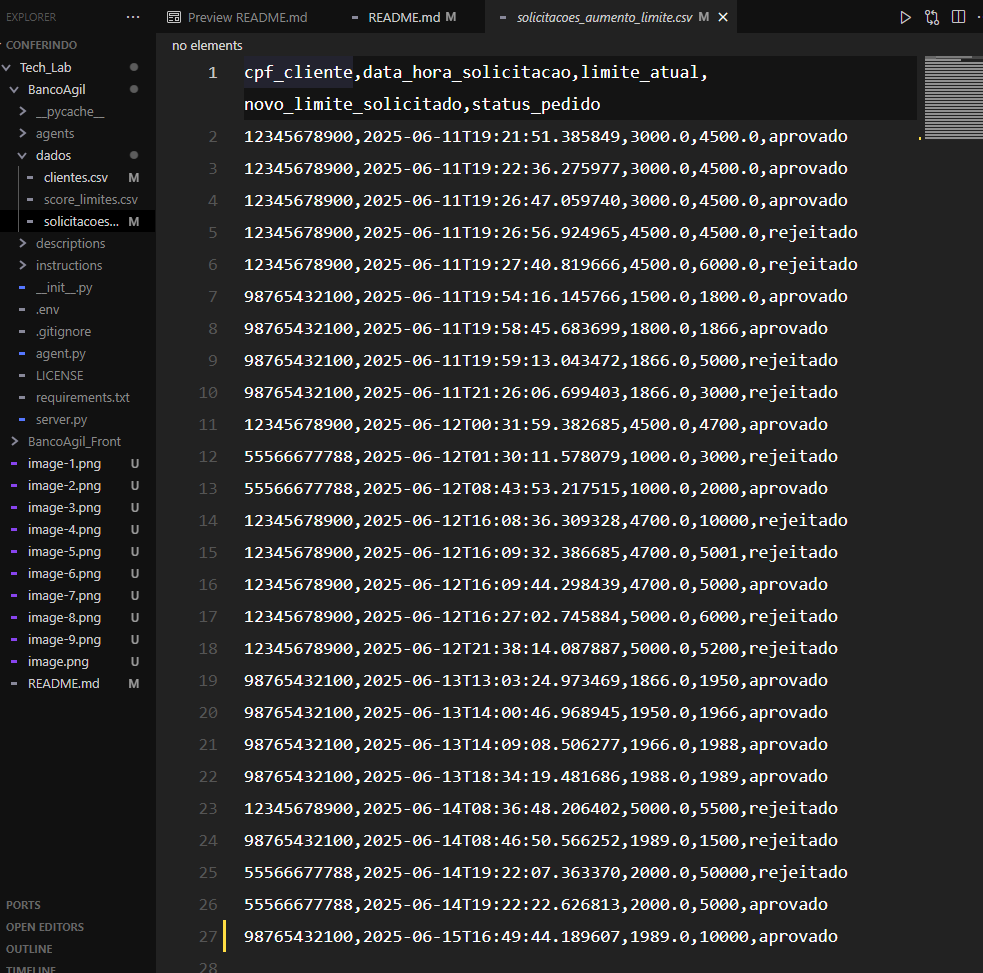 EXPLORER
CONFERINDO
Tech_Lab
BancoAgil
__pycache__
agents
dados
clientes.csv M
score_limites.csv
solicitacoes... M
descriptions
instructions
__init__.py
.env
.gitignore
agent.py
LICENSE
requirements.txt
server.py
BancoAgil_Front
image-1.png U
image-2.png U
image-3.png U
image-4.png U
image-5.png U
image-6.png U
image-7.png U
image-8.png U
image-9.png U
image.png U
README.md M
PORTS
OPEN EDITORS
OUTLINE
TIMELINE
Preview README.md
README.md M
solicitacoes_aumento_limite.csv M
no elements
1 cpf_cliente,data_hora_solicitacao,limite_atual,
novo_limite_solicitado,status_pedido
2 12345678900,2025-06-11T19:21:51.385849,3000.0,4500.0,aprovado
3 12345678900,2025-06-11T19:22:36.275977,3000.0,4500.0,aprovado
4 12345678900,2025-06-11T19:26:47.059740,3000.0,4500.0,aprovado
5 12345678900,2025-06-11T19:26:56.924965,4500.0,4500.0,rejeitado
6 12345678900,2025-06-11T19:27:40.819666,4500.0,6000.0,rejeitado
7 98765432100,2025-06-11T19:54:16.145766,1500.0,1800.0,aprovado
8 98765432100,2025-06-11T19:58:45.683699,1800.0,1866,aprovado
9 98765432100,2025-06-11T19:59:13.043472,1866.0,5000,rejeitado
10 98765432100,2025-06-11T21:26:06.699403,1866.0,3000,rejeitado
11 12345678900,2025-06-12T00:31:59.382685,4500.0,4700,aprovado
12 55566677788,2025-06-12T01:30:11.578079,1000.0,3000,rejeitado
13 55566677788,2025-06-12T08:43:53.217515,1000.0,2000,aprovado
14 12345678900,2025-06-12T16:08:36.309328,4700.0,10000,rejeitado
15 12345678900,2025-06-12T16:09:32.386685,4700.0,5001,rejeitado
16 12345678900,2025-06-12T16:09:44.298439,4700.0,5000,aprovado
17 12345678900,2025-06-12T16:27:02.745884,5000.0,6000,rejeitado
18 12345678900,2025-06-12T21:38:14.087887,5000.0,5200,rejeitado
19 98765432100,2025-06-13T13:03:24.973469,1866.0,1950,aprovado
20 98765432100,2025-06-13T14:00:46.968945,1950.0,1966,aprovado
21 98765432100,2025-06-13T14:09:08.506277,1966.0,1988,aprovado
22 98765432100,2025-06-13T18:34:19.481686,1988.0,1989,aprovado
23 12345678900,2025-06-14T08:36:48.206402,5000.0,5500,rejeitado
24 98765432100,2025-06-14T08:46:50.566252,1989.0,1500,rejeitado
25 55566677788,2025-06-14T19:22:07.363370,2000.0,50000,rejeitado
26 55566677788,2025-06-14T19:22:22.626813,2000.0,5000,aprovado
27 98765432100,2025-06-15T16:49:44.189607,1989.0,10000,aprovado
28